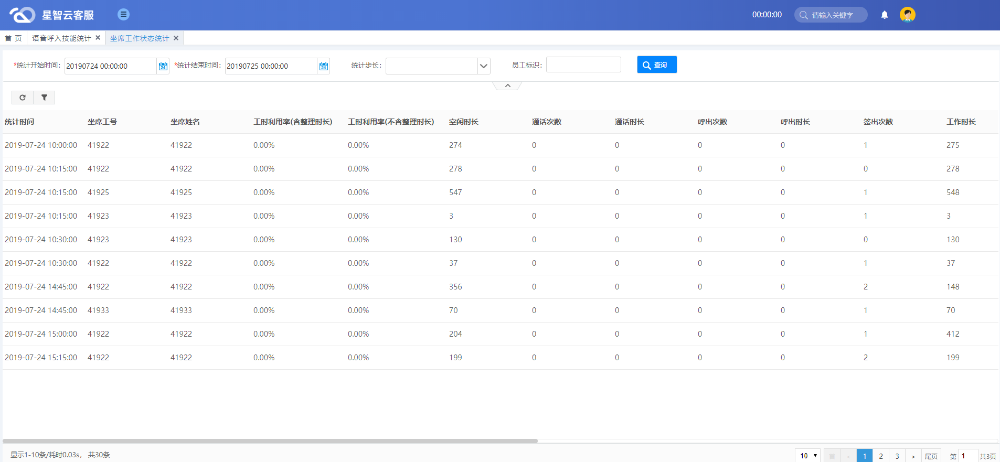 星智云客服 00:00:00 请输入关键字
首 页 语音呼入技能统计 × 坐席工作状态统计 ×
*统计开始时间: 20190724 00:00:00 24 *统计结束时间: 20190725 00:00:00 24 统计步长: 员工标识: 查询
统计时间 坐席工号 坐席姓名 工时利用率(含整理时长) 工时利用率(不含整理时长) 空闲时长 通话次数 通话时长 呼出次数 呼出时长 签出次数 工作时长
2019-07-24 10:00:00 41922 41922 0.00% 0.00% 274 0 0 0 0 1 275
2019-07-24 10:15:00 41922 41922 0.00% 0.00% 278 0 0 0 0 0 278
2019-07-24 10:15:00 41925 41925 0.00% 0.00% 547 0 0 0 0 1 548
2019-07-24 10:15:00 41923 41923 0.00% 0.00% 3 0 0 0 0 1 3
2019-07-24 10:30:00 41923 41923 0.00% 0.00% 130 0 0 0 0 0 130
2019-07-24 10:30:00 41922 41922 0.00% 0.00% 37 0 0 0 0 1 37
2019-07-24 14:45:00 41922 41922 0.00% 0.00% 356 0 0 0 0 2 148
2019-07-24 14:45:00 41933 41933 0.00% 0.00% 70 0 0 0 0 1 70
2019-07-24 15:00:00 41922 41922 0.00% 0.00% 204 0 0 0 0 1 412
2019-07-24 15:15:00 41922 41922 0.00% 0.00% 199 0 0 0 0 2 199
显示1-10条/耗时0.03s， 共30条 10 首 < 1 2 3 > 尾页 第 1 共3页